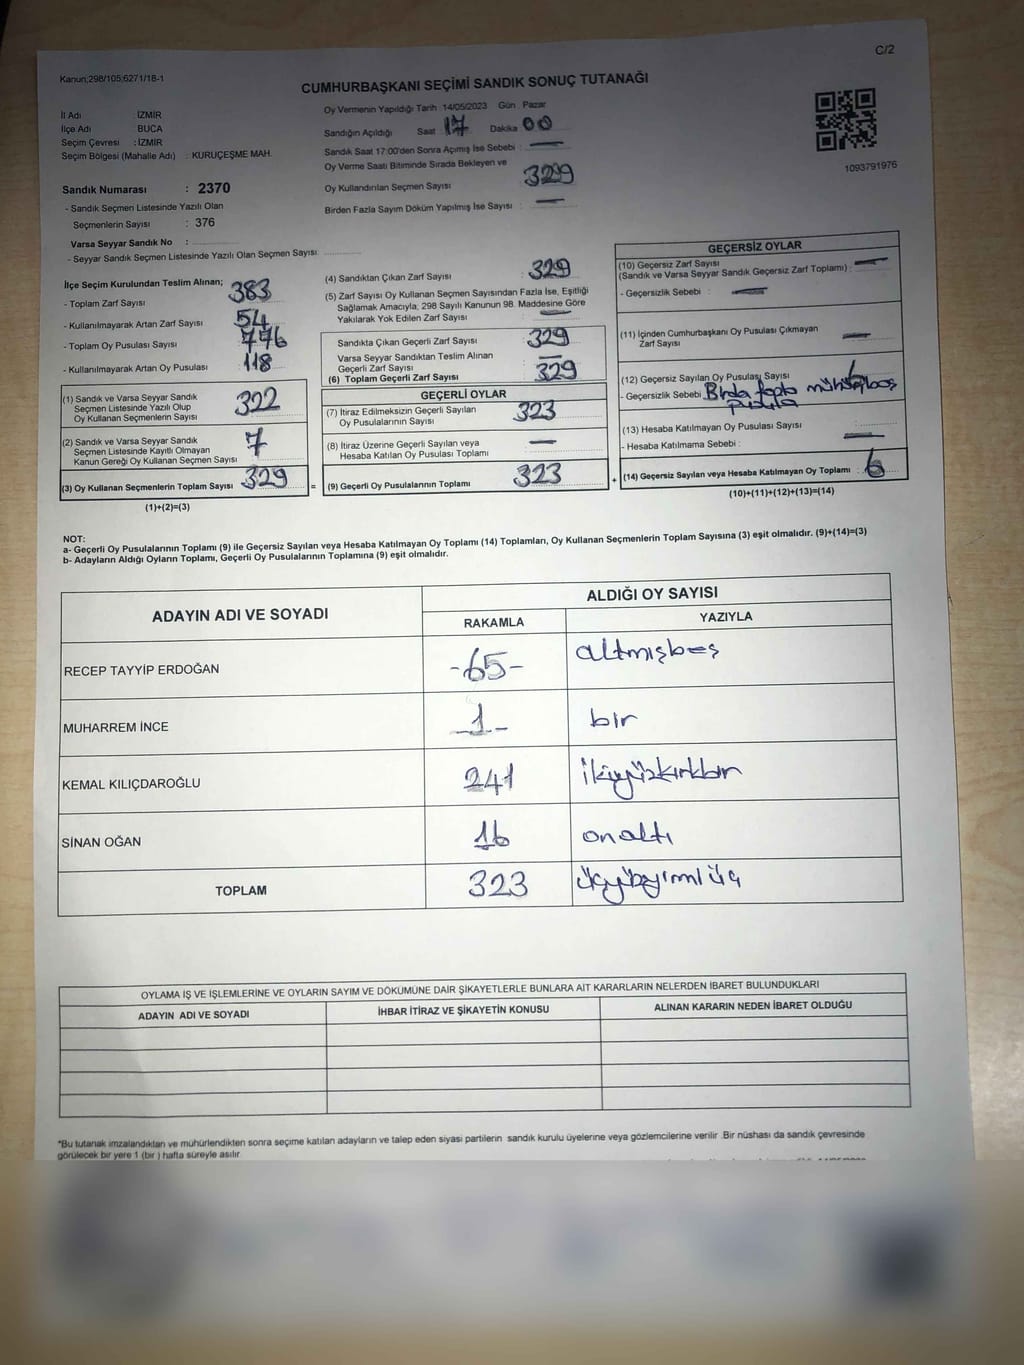 C/2
Kanun;298/105;6271/18-1
CUMHURBAŞKANI SEÇİMİ SANDIK SONUÇ TUTANAĞI
İl Adı İZMİR
İlçe Adı BUCA
Seçim Çevresi : İZMİR
Seçim Bölgesi (Mahalle Adı) : KURUÇEŞME MAH.
Sandık Numarası : 2370
- Sandık Seçmen Listesinde Yazılı Olan
Seçmenlerin Sayısı : 376
Varsa Seyyar Sandık No :
- Seyyar Sandık Seçmen Listesinde Yazılı Olan Seçmen Sayısı:
Oy Vermenin Yapıldığı Tarih 14/05/2023 Gün Pazar
Sandığın Açıldığı Saat 17 Dakika 00
Sandık Saat 17:00'den Sonra Açımış İse Sebebi : —
Oy Verme Saati Bitiminde Sırada Bekleyen ve
Oy Kullandırılan Seçmen Sayısı 329
Birden Fazla Sayım Döküm Yapılmış İse Sayısı : —
1093791976
İlçe Seçim Kurulundan Teslim Alınan;
- Toplam Zarf Sayısı 383
- Kullanılmayarak Artan Zarf Sayısı 54
- Toplam Oy Pusulası Sayısı 776
- Kullanılmayarak Artan Oy Pusulası 118
(1) Sandık ve Varsa Seyyar Sandık
Seçmen Listesinde Yazılı Olup
Oy Kullanan Seçmenlerin Sayısı 322
(2) Sandık ve Varsa Seyyar Sandık
Seçmen Listesinde Kayıtlı Olmayan
Kanun Gereği Oy Kullanan Seçmen Sayısı 7
(3) Oy Kullanan Seçmenlerin Toplam Sayısı 329
(1)+(2)=(3)
(4) Sandıktan Çıkan Zarf Sayısı : 329
(5) Zarf Sayısı Oy Kullanan Seçmen Sayısından Fazla İse, Eşitliği
Sağlamak Amacıyla; 298 Sayılı Kanunun 98. Maddesine Göre
Yakılarak Yok Edilen Zarf Sayısı : —
Sandıkta Çıkan Geçerli Zarf Sayısı 329
Varsa Seyyar Sandıktan Teslim Alınan
Geçerli Zarf Sayısı —
(6) Toplam Geçerli Zarf Sayısı 329
GEÇERLİ OYLAR
(7) İtiraz Edilmeksizin Geçerli Sayılan
Oy Pusulalarının Sayısı 323
(8) İtiraz Üzerine Geçerli Sayılan veya
Hesaba Katılan Oy Pusulası Toplamı —
= (9) Geçerli Oy Pusulalarının Toplamı 323
GEÇERSİZ OYLAR
(10) Geçersiz Zarf Sayısı
(Sandık ve Varsa Seyyar Sandık Geçersiz Zarf Toplamı) : —
- Geçersizlik Sebebi : —
(11) İçinden Cumhurbaşkanı Oy Pusulası Çıkmayan
Zarf Sayısı —
(12) Geçersiz Sayılan Oy Pusulası Sayısı 6
- Geçersizlik Sebebi
pusula
(13) Hesaba Katılmayan Oy Pusulası Sayısı :
- Hesaba Katılmama Sebebi : —
+ (14) Geçersiz Sayılan veya Hesaba Katılmayan Oy Toplamı : 6
(10)+(11)+(12)+(13)=(14)
NOT:
a- Geçerli Oy Pusulalarının Toplamı (9) ile Geçersiz Sayılan veya Hesaba Katılmayan Oy Toplamı (14) Toplamları, Oy Kullanan Seçmenlerin Toplam Sayısına (3) eşit olmalıdır. (9)+(14)=(3)
b- Adayların Aldığı Oyların Toplamı, Geçerli Oy Pusulalarının Toplamına (9) eşit olmalıdır.
ADAYIN ADI VE SOYADI ALDIĞI OY SAYISI
RAKAMLA YAZIYLA
RECEP TAYYİP ERDOĞAN -65- altmışbeş
MUHARREM İNCE -1- bir
KEMAL KILIÇDAROĞLU 241 ikiyüzkırkbir
SİNAN OĞAN 16 onaltı
TOPLAM 323 üçyüzyirmi üç
OYLAMA İŞ VE İŞLEMLERİNE VE OYLARIN SAYIM VE DÖKÜMÜNE DAİR ŞİKAYETLERLE BUNLARA AİT KARARLARIN NELERDEN İBARET BULUNDUKLARI
ADAYIN ADI VE SOYADI İHBAR İTİRAZ VE ŞİKAYETİN KONUSU ALINAN KARARIN NEDEN İBARET OLDUĞU
*Bu tutanak imzalandıktan ve mühürlendikten sonra seçime katılan adayların ve talep eden siyasi partilerin sandık kurulu üyelerine veya gözlemcilerine verilir .Bir nüshası da sandık çevresinde
görülecek bir yere 1 (bir ) hafta süreyle asılır.